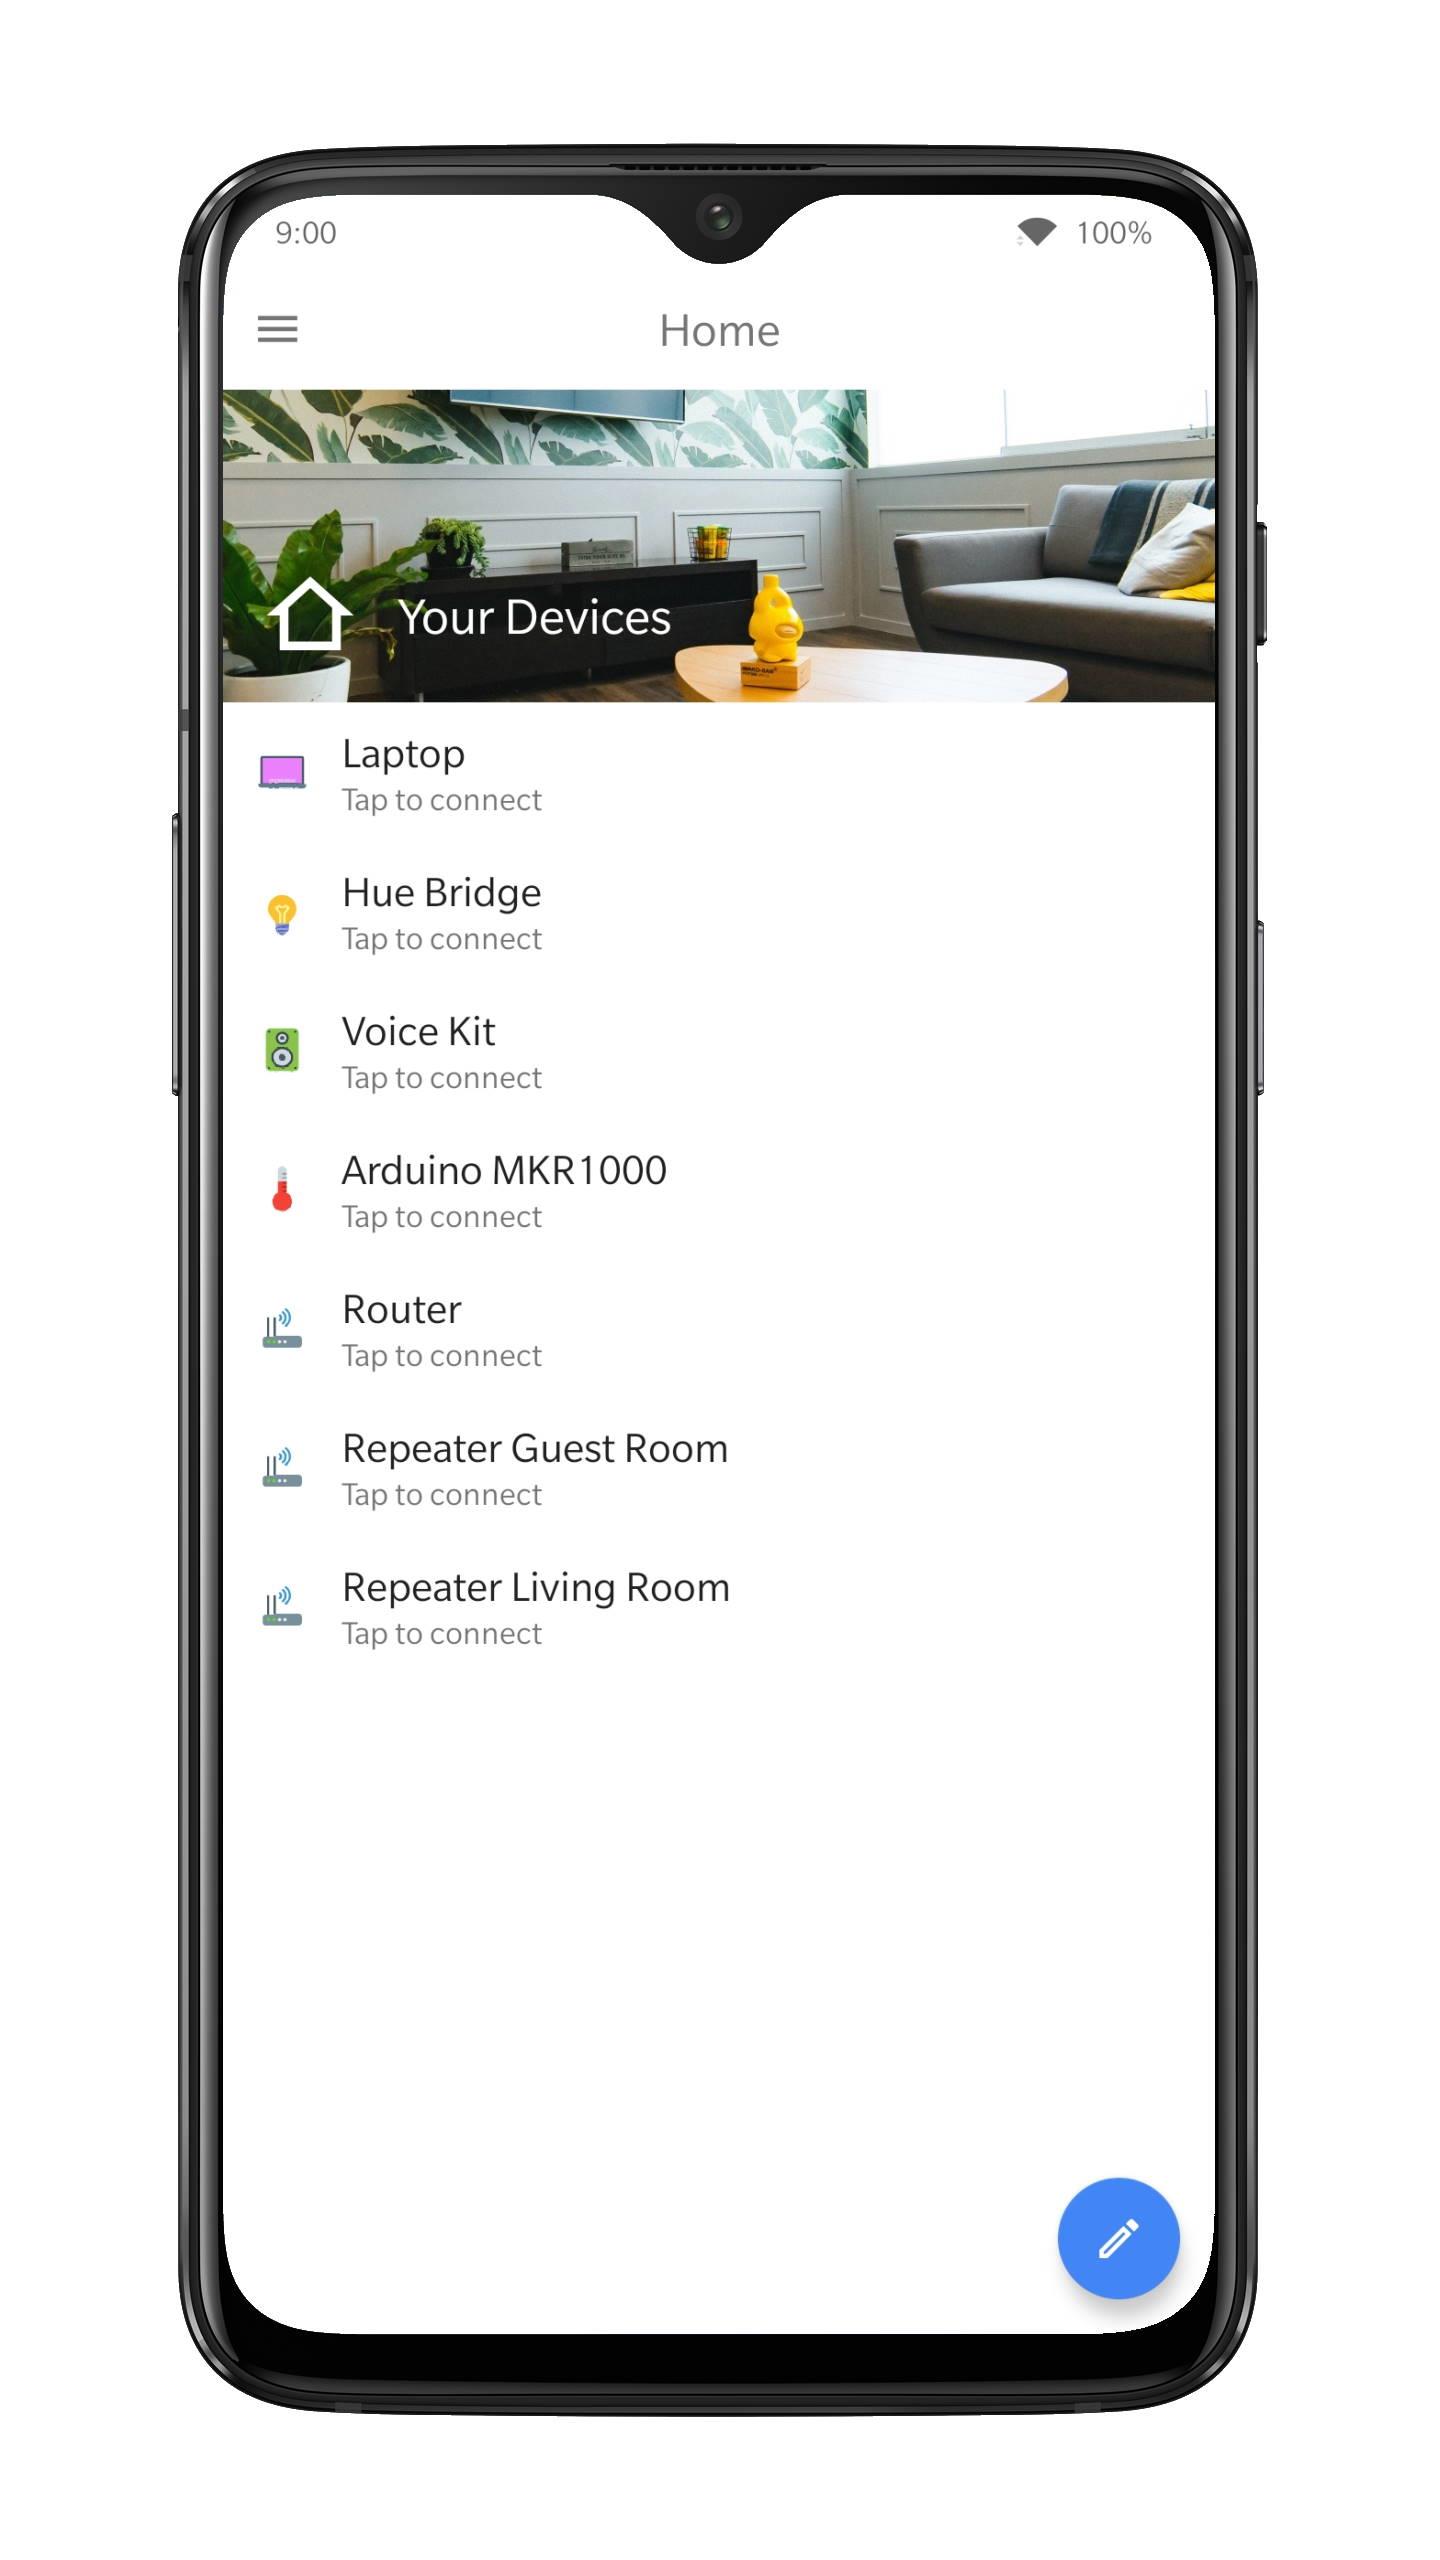 9:00 100%
Home
Your Devices
Laptop
Tap to connect
Hue Bridge
Tap to connect
Voice Kit
Tap to connect
Arduino MKR1000
Tap to connect
Router
Tap to connect
Repeater Guest Room
Tap to connect
Repeater Living Room
Tap to connect